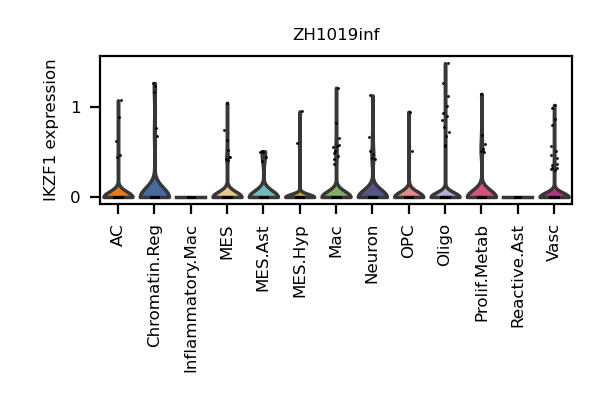 ZH1019inf
IKZF1 expression
1
0
AC
Chromatin.Reg
Inflammatory.Mac
MES
MES.Ast
MES.Hyp
Mac
Neuron
OPC
Oligo
Prolif.Metab
Reactive.Ast
Vasc